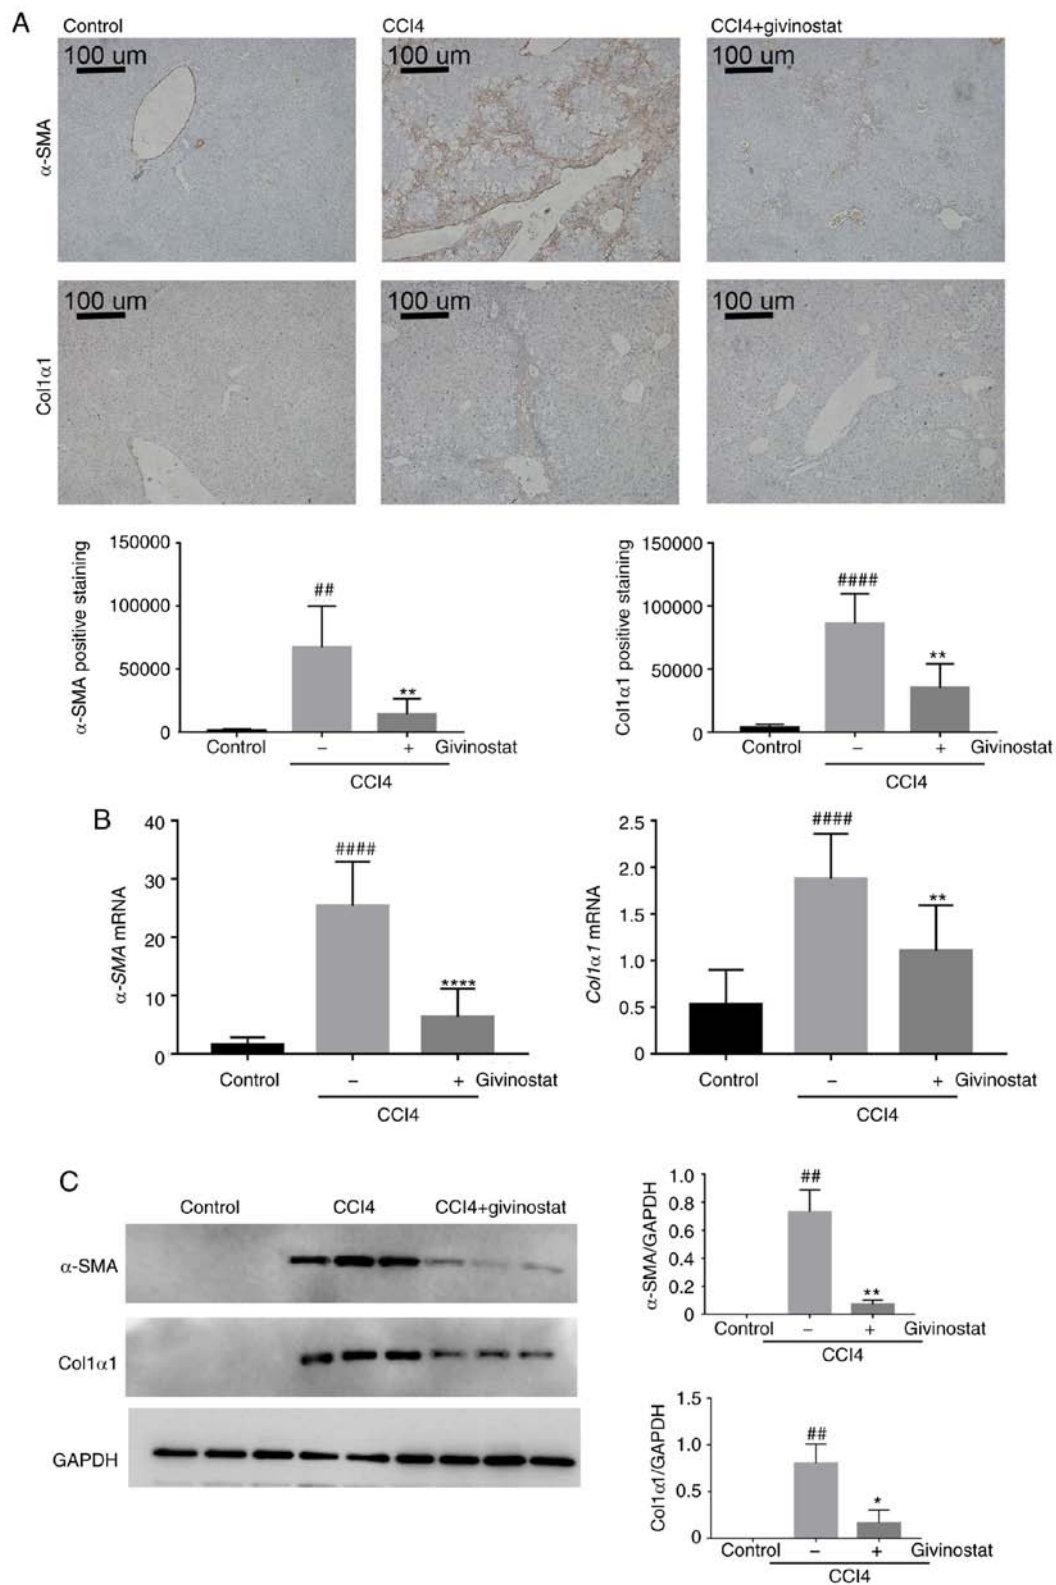 A
Control
CCl4
CCl4+givinostat
α-SMA
100 um
100 um
100 um
Col1α1
100 um
100 um
100 um
α-SMA positive staining
150000
100000
50000
0
##
**
Control
–
+
Givinostat
CCl4
Col1α1 positive staining
150000
100000
50000
0
####
**
Control
–
+
Givinostat
CCl4
B
α-SMA mRNA
40
30
20
10
0
####
****
Control
–
+
Givinostat
CCl4
Col1α1 mRNA
2.5
2.0
1.5
1.0
0.5
0
####
**
Control
–
+
Givinostat
CCl4
C
Control
CCl4
CCl4+givinostat
α-SMA
Col1α1
GAPDH
α-SMA/GAPDH
1.0
0.8
0.6
0.4
0.2
0
##
**
Control
–
+
Givinostat
CCl4
Col1α1/GAPDH
1.5
1.0
0.5
0
##
*
Control
–
+
Givinostat
CCl4